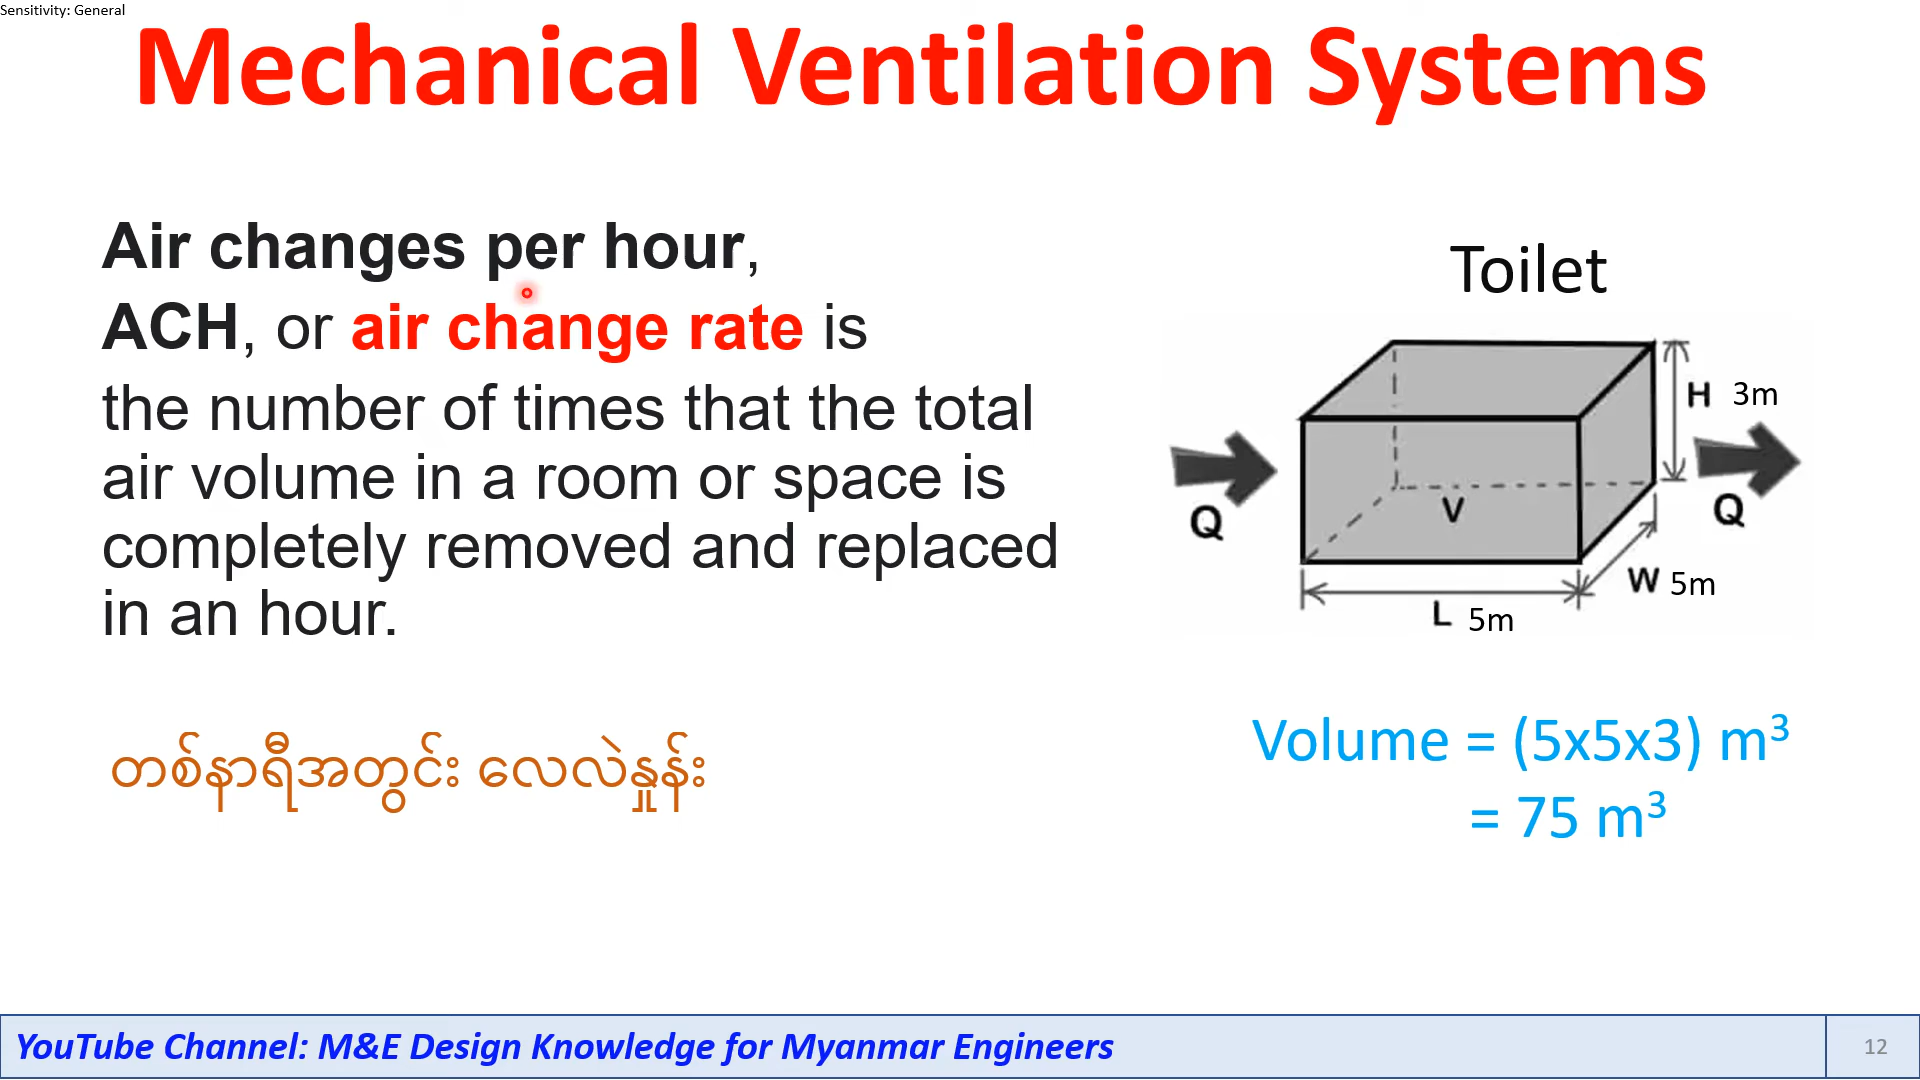 Sensitivity: General
Mechanical Ventilation Systems
Air changes per hour,
ACH, or air change rate is
the number of times that the total
air volume in a room or space is
completely removed and replaced
in an hour.
တစ်နာရီအတွင်း လေလဲနှုန်း
Toilet
H 3m
Q
V
Q
W 5m
L 5m
Volume = (5x5x3) m³
= 75 m³
YouTube Channel: M&E Design Knowledge for Myanmar Engineers
12